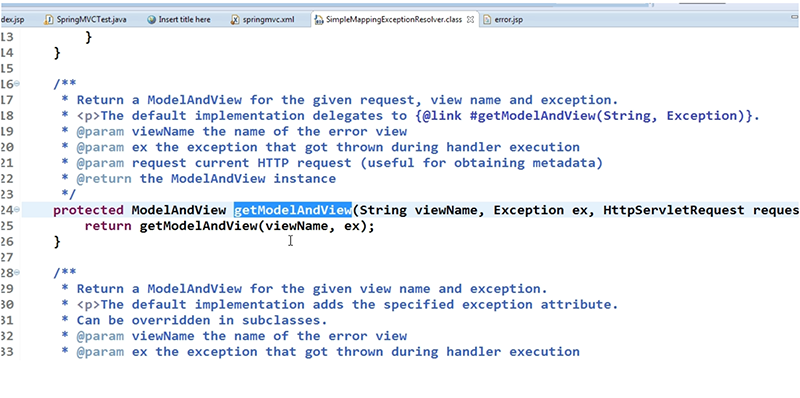 dex.jsp SpringMVCTest.java Insert title here springmvc.xml SimpleMappingExceptionResolver.class error.jsp
13 }
14 }
15
16 /**
17 * Return a ModelAndView for the given request, view name and exception.
18 * <p>The default implementation delegates to {@link #getModelAndView(String, Exception)}.
19 * @param viewName the name of the error view
20 * @param ex the exception that got thrown during handler execution
21 * @param request current HTTP request (useful for obtaining metadata)
22 * @return the ModelAndView instance
23 */
24 protected ModelAndView getModelAndView(String viewName, Exception ex, HttpServletRequest reques
25 return getModelAndView(viewName, ex);
26 }
27
28 /**
29 * Return a ModelAndView for the given view name and exception.
30 * <p>The default implementation adds the specified exception attribute.
31 * Can be overridden in subclasses.
32 * @param viewName the name of the error view
33 * @param ex the exception that got thrown during handler execution